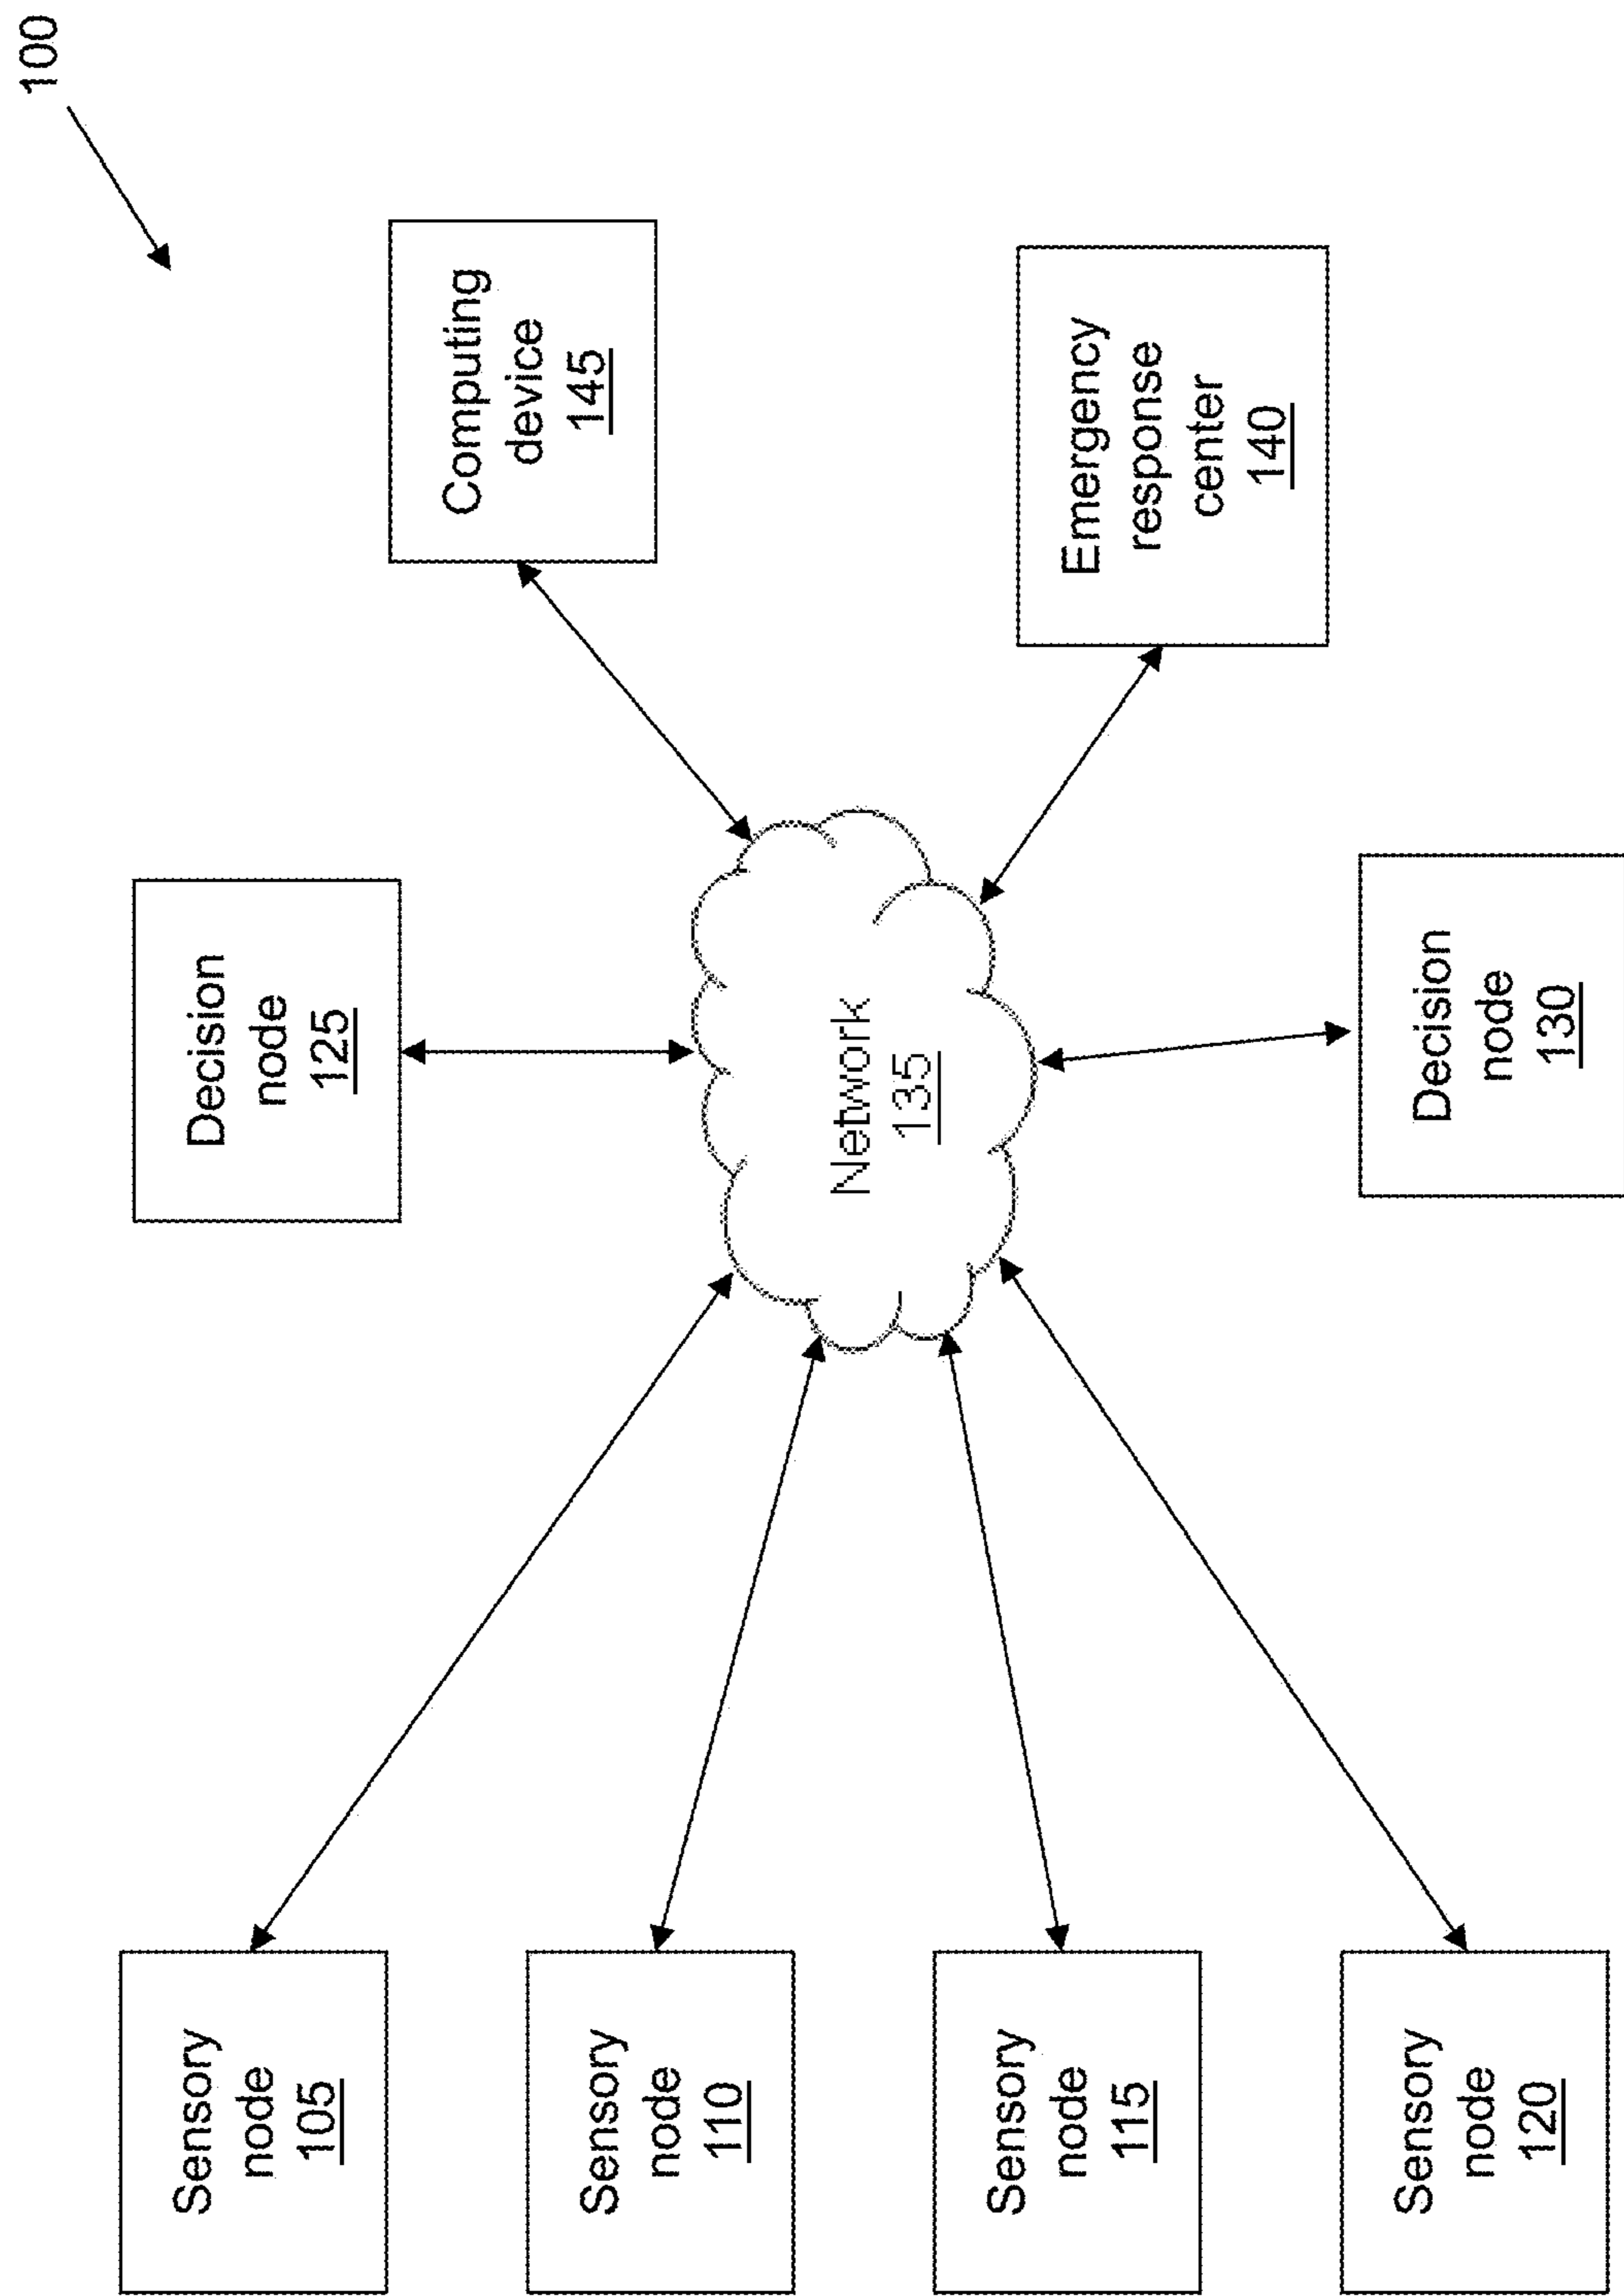 100
Computing
device
145
Emergency
response
center
140
Decision
node
125
Network
135
Decision
node
130
Sensory
node
105
Sensory
node
110
Sensory
node
115
Sensory
node
120